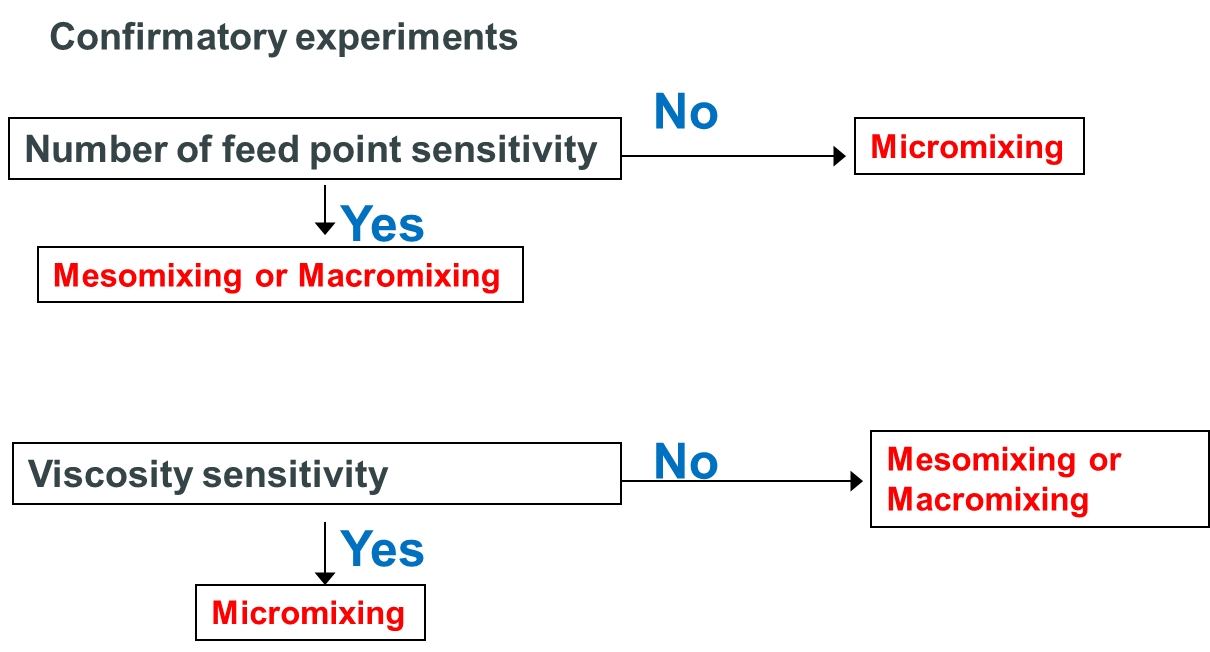 Confirmatory experiments
No
Number of feed point sensitivity
Micromixing
Yes
Mesomixing or Macromixing
Viscosity sensitivity
No
Mesomixing or
Macromixing
Yes
Micromixing